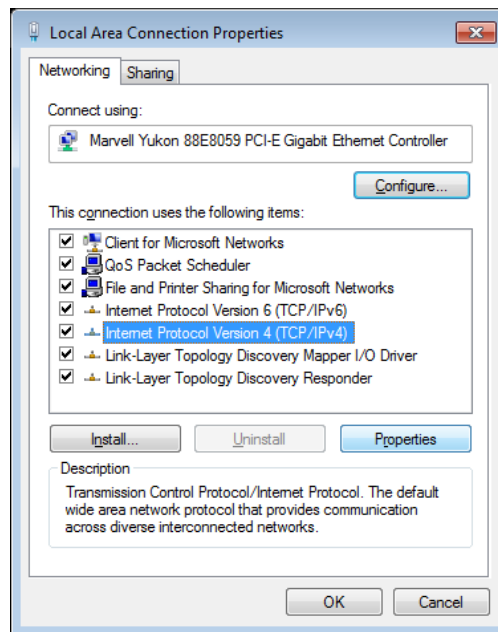 Local Area Connection Properties
Networking
Sharing
Connect using:
Marvell Yukon 88E8059 PCI-E Gigabit Ethernet Controller
Configure...
This connection uses the following items:
Client for Microsoft Networks
QoS Packet Scheduler
File and Printer Sharing for Microsoft Networks
Internet Protocol Version 6 (TCP/IPv6)
Internet Protocol Version 4 (TCP/IPv4)
Link-Layer Topology Discovery Mapper I/O Driver
Link-Layer Topology Discovery Responder
Install...
Uninstall
Properties
Description
Transmission Control Protocol/Internet Protocol. The default
wide area network protocol that provides communication
across diverse interconnected networks.
OK
Cancel